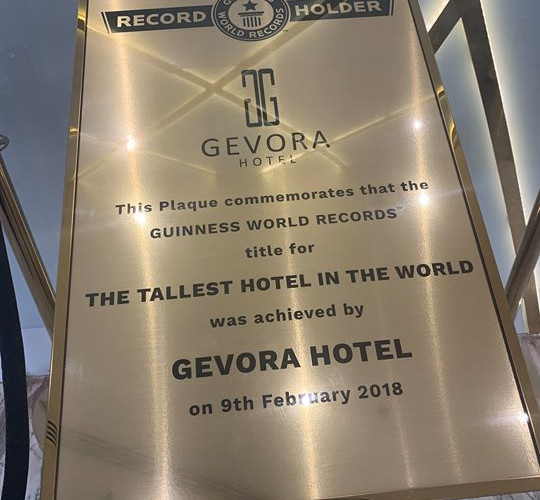 RECORD HOLDER
WORLD RECORDS
GEVORA
HOTEL
This Plaque commemorates that the
GUINNESS WORLD RECORDS™
title for
THE TALLEST HOTEL IN THE WORLD
was achieved by
GEVORA HOTEL
on 9th February 2018